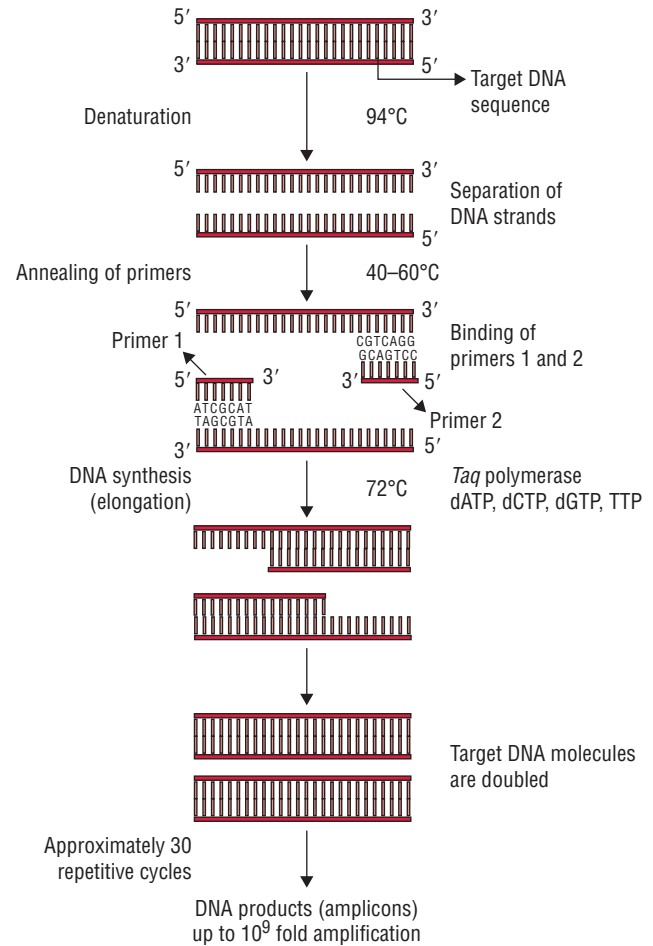 5′ 3′
3′ 5′
Target DNA
sequence
Denaturation 94°C
5′ 3′
Separation of
DNA strands
5′
Annealing of primers 40–60°C
5′ 3′
Primer 1
CGTCAGG
GCAGTCC
Binding of
primers 1 and 2
5′ 3′ 3′ 5′
ATCGCAT
TAGCGTA
Primer 2
3′ 5′
DNA synthesis
(elongation)
72°C
Taq polymerase
dATP, dCTP, dGTP, TTP
Target DNA molecules
are doubled
Approximately 30
repetitive cycles
DNA products (amplicons)
up to 10⁹ fold amplification